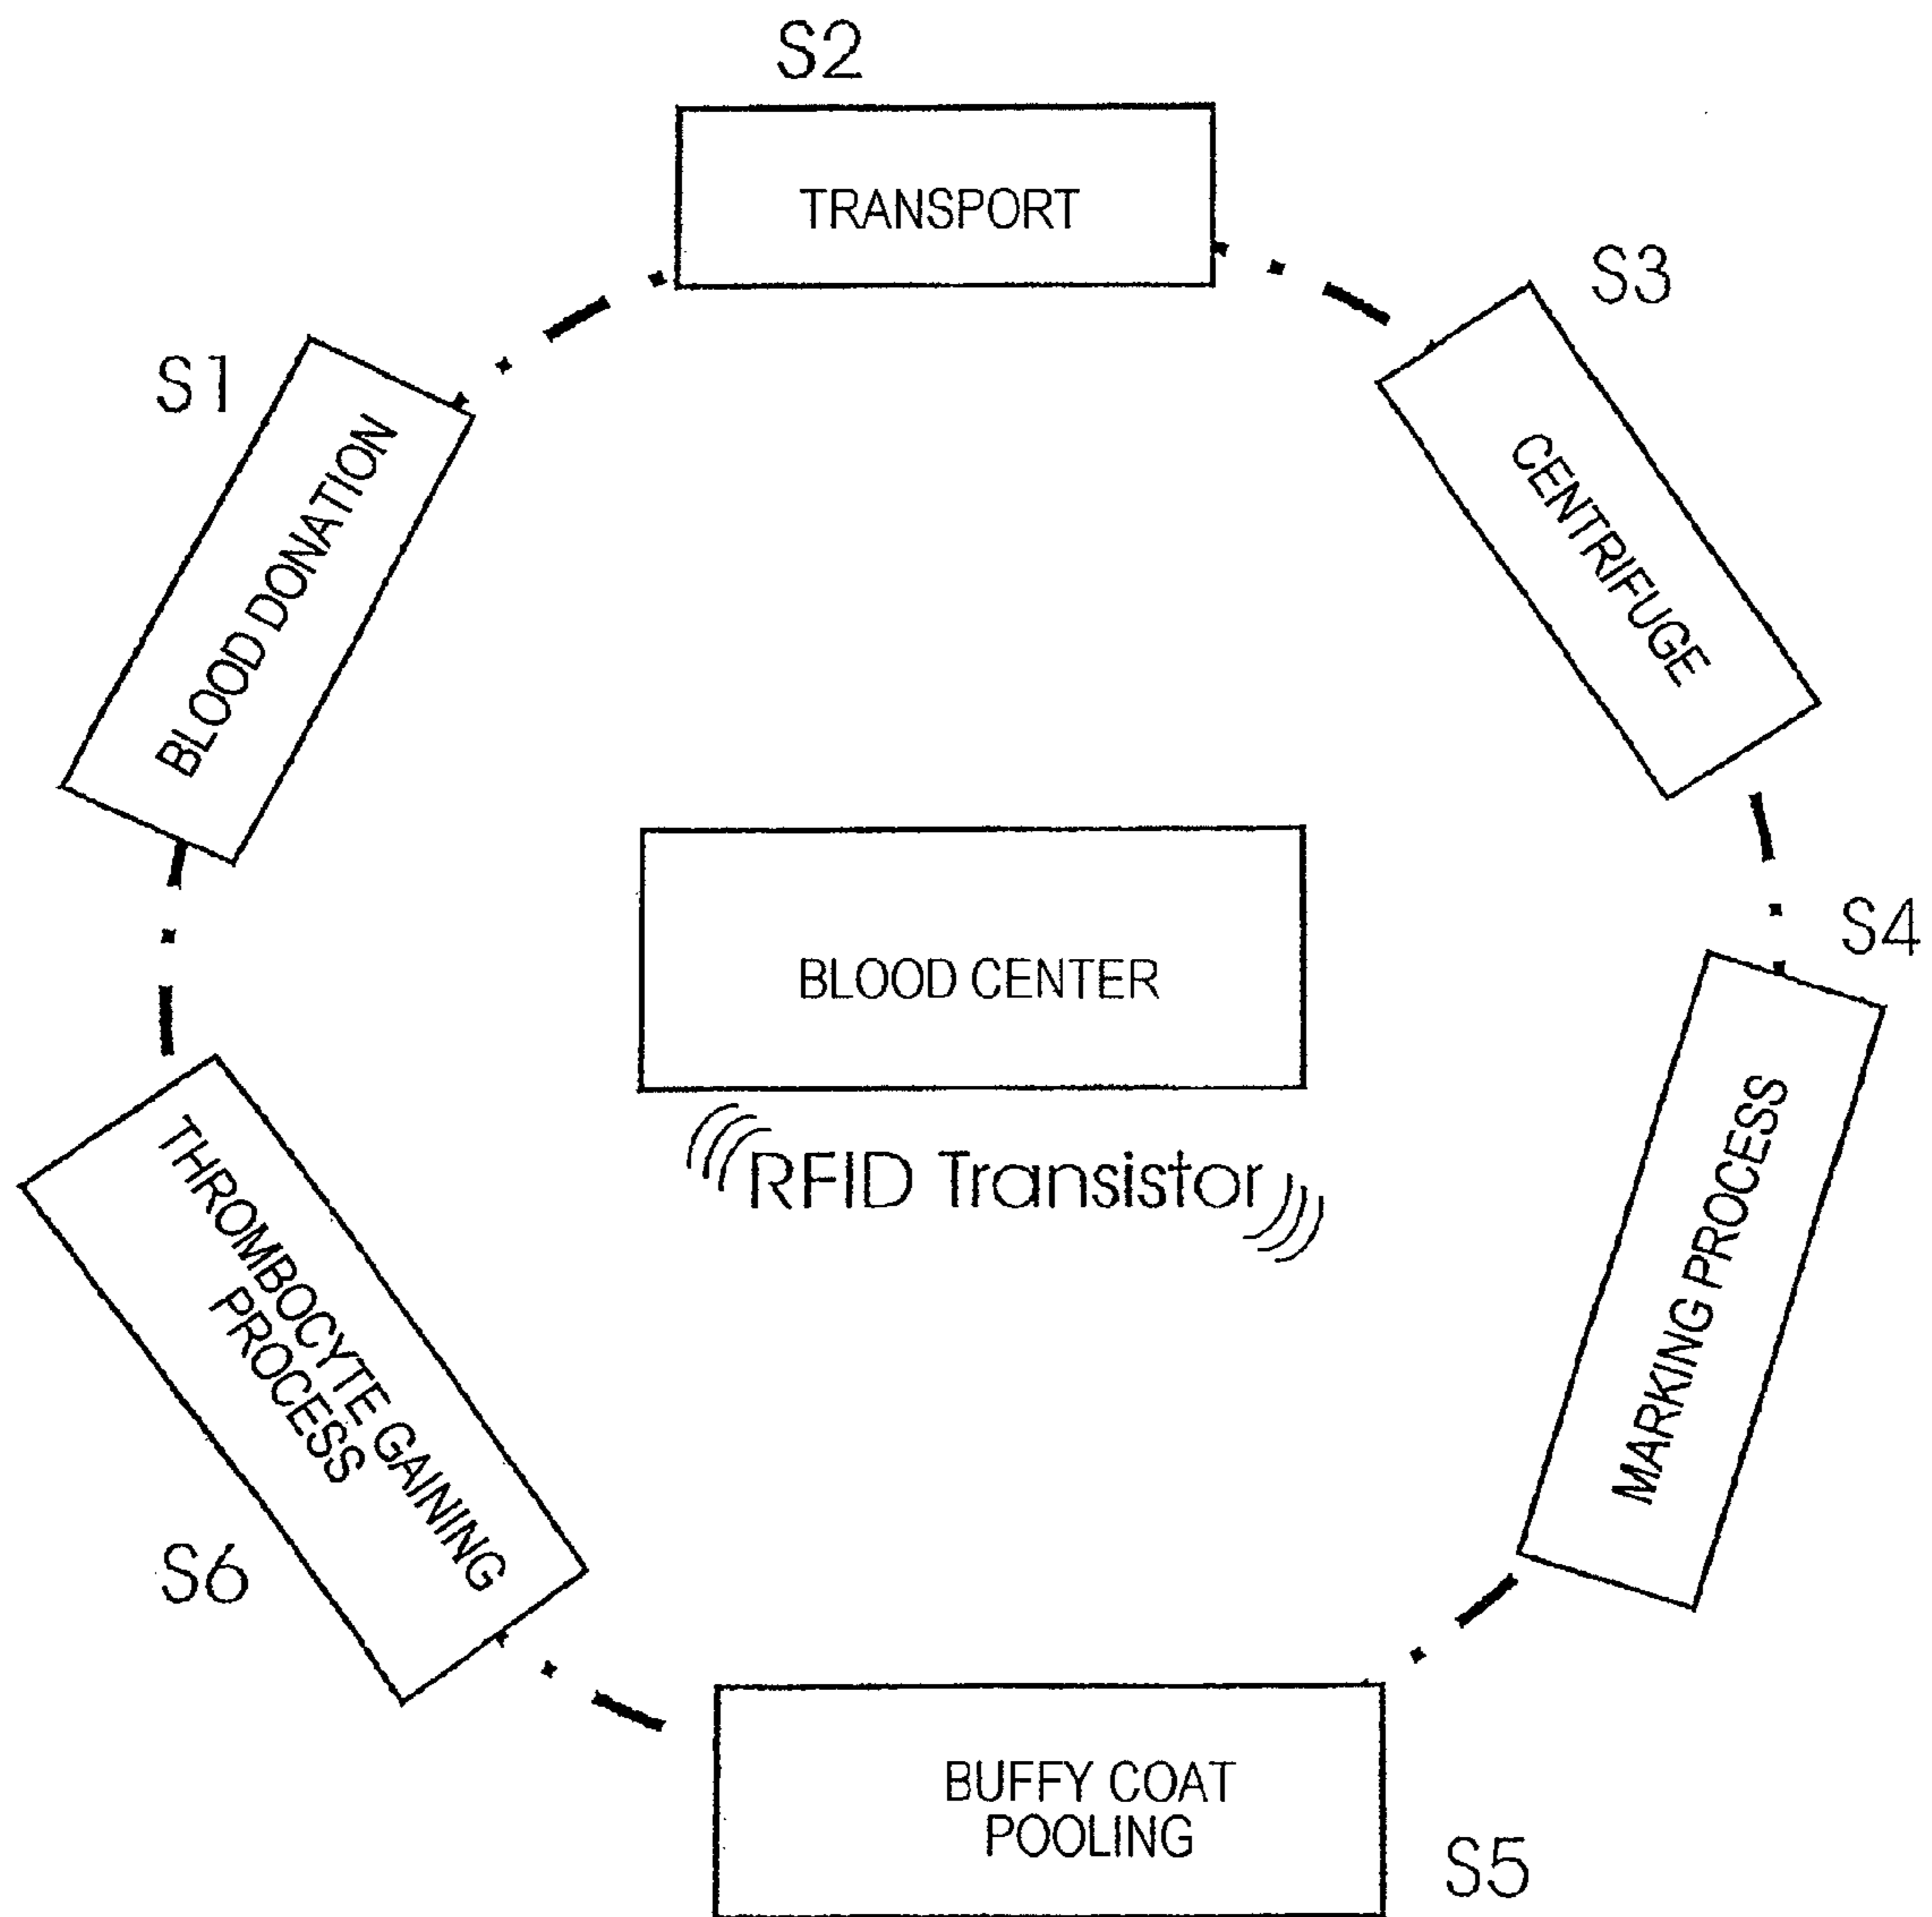 S2
TRANSPORT
S3
CENTRIFUGE
S1
BLOOD DONATION
BLOOD CENTER
RFID Transistor
S4
MARKING PROCESS
THROMBOCYTE GAINING
PROCESS
S6
BUFFY COAT
POOLING
S5